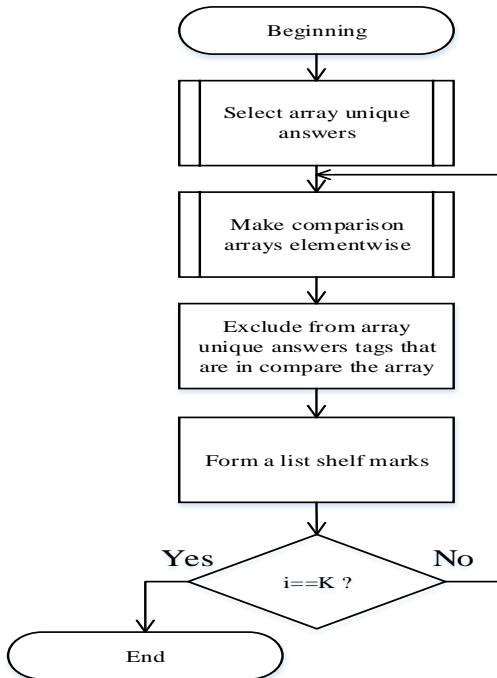 Beginning
Select array unique
answers
Make comparison
arrays elementwise
Exclude from array
unique answers tags that
are in compare the array
Form a list shelf marks
Yes
No
i==K ?
End